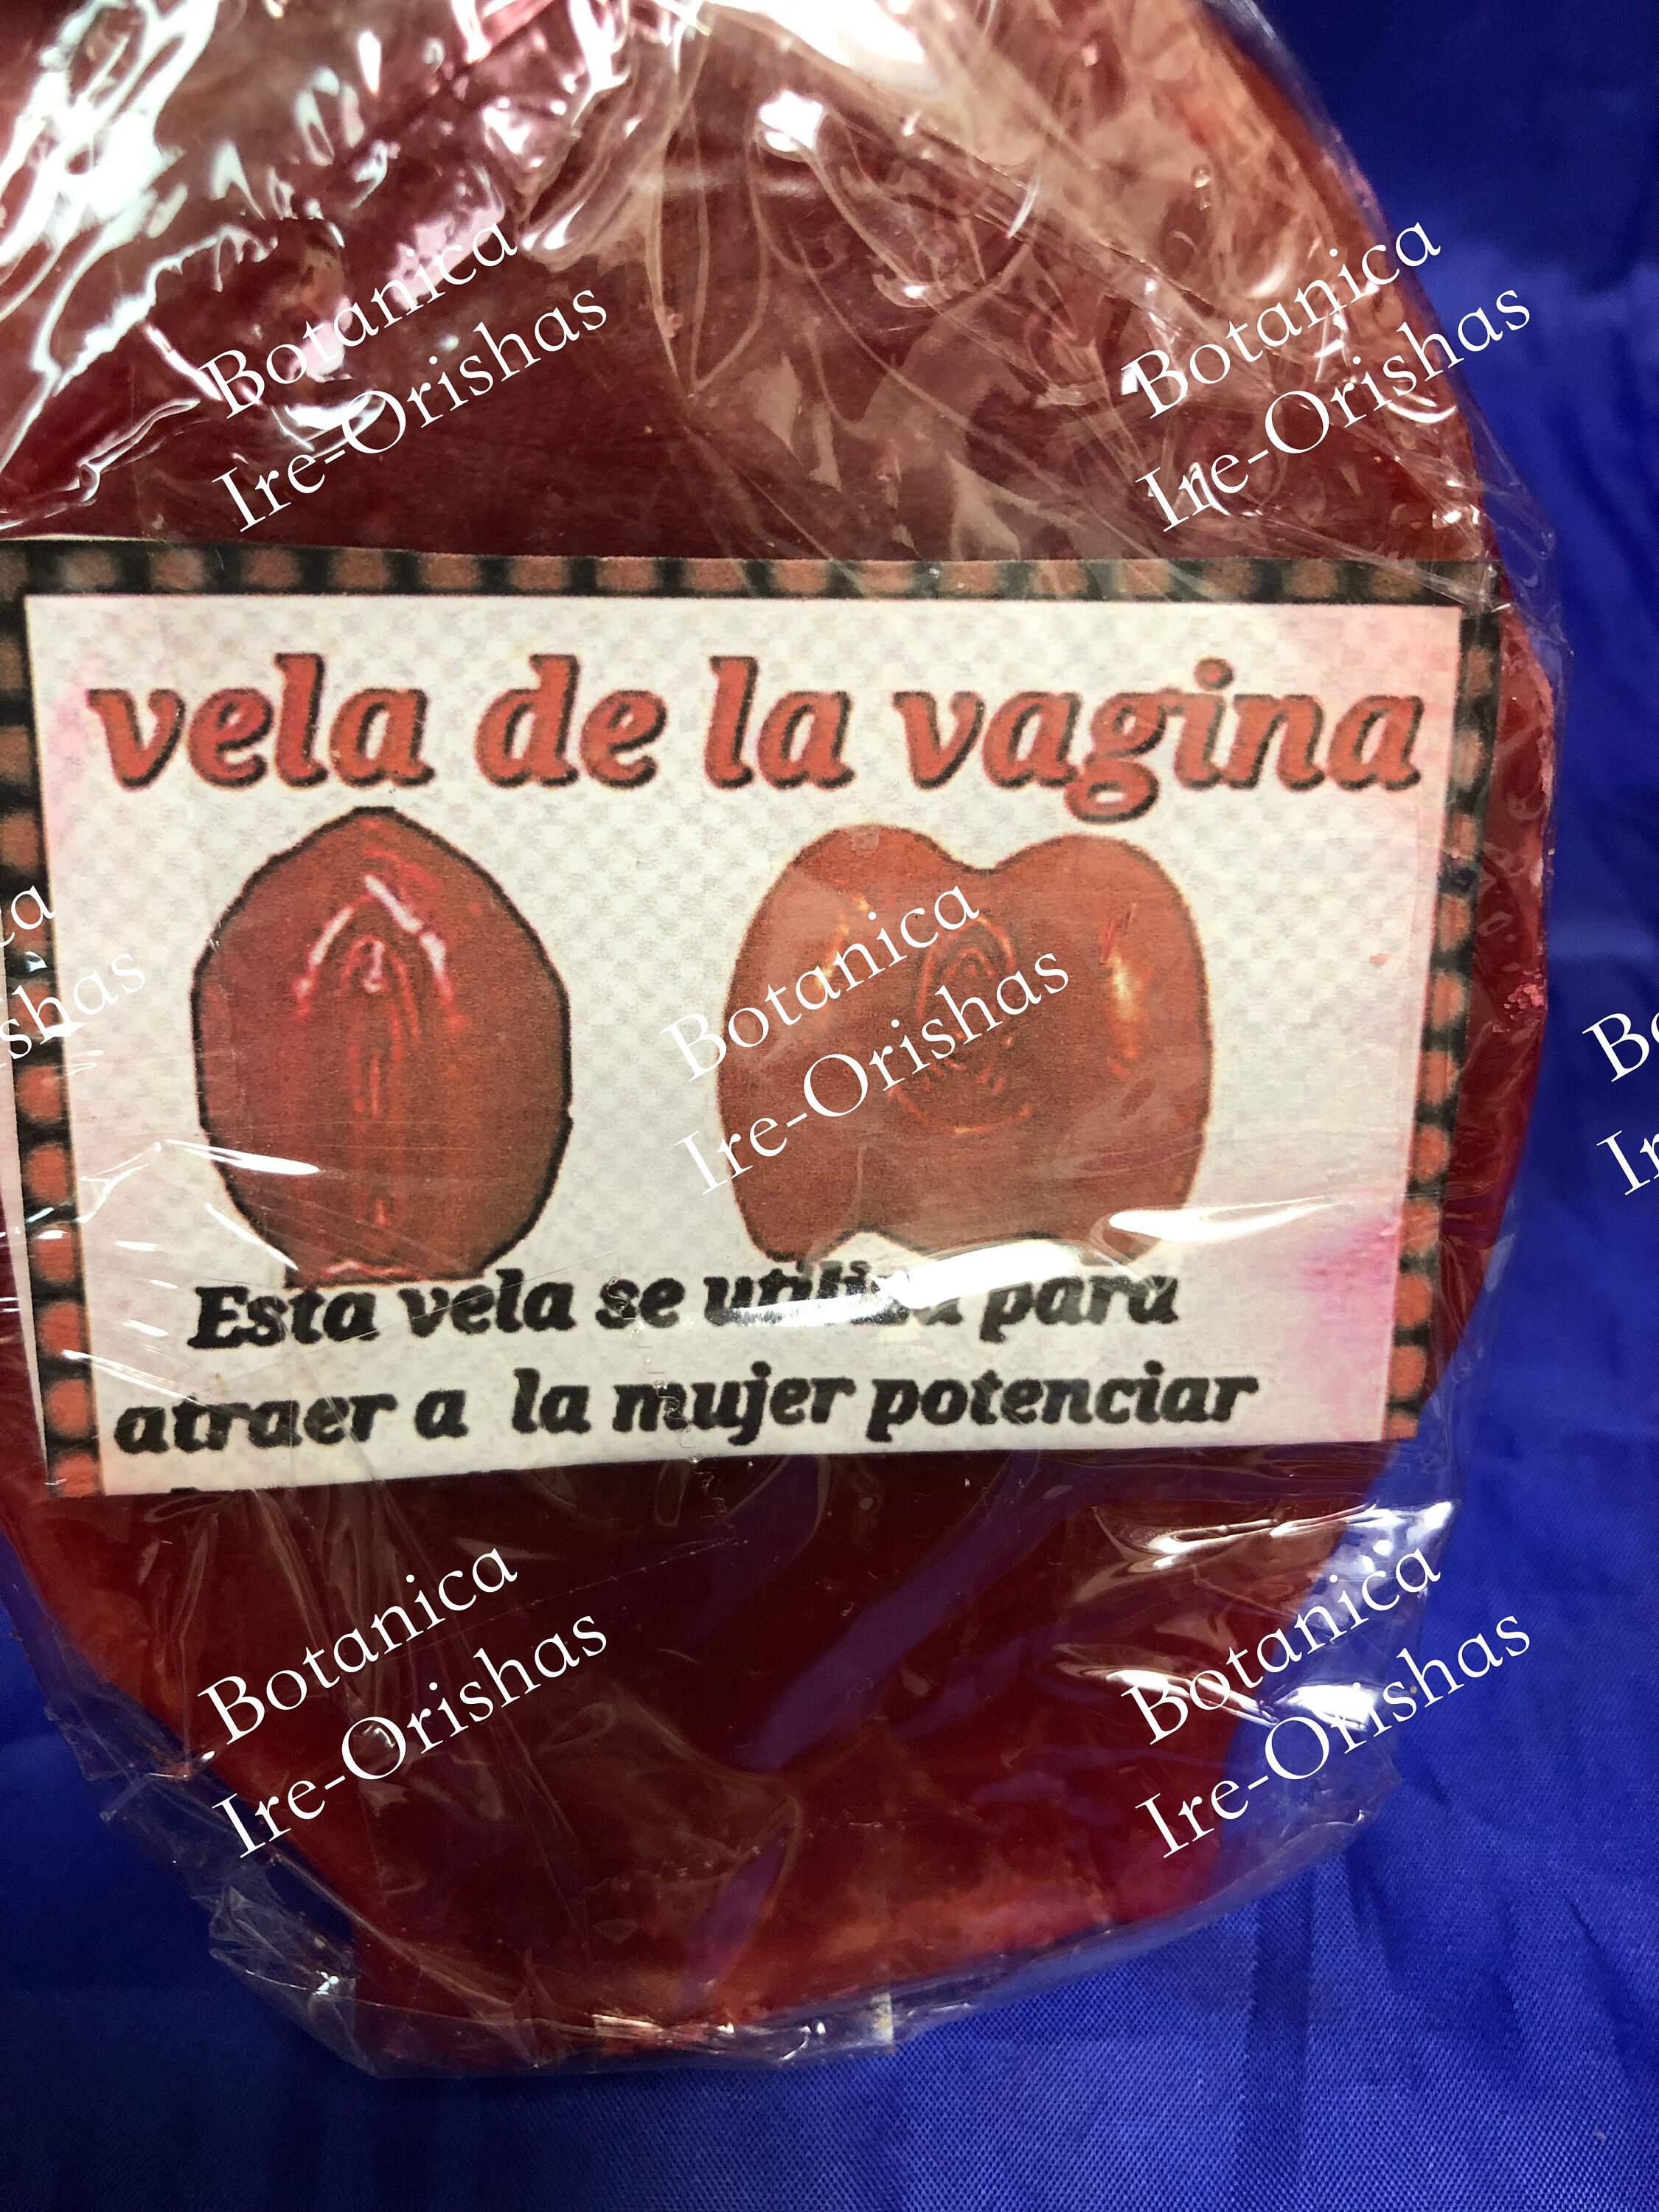 Botanica
Ire-Orishas
Botanica
Ire-Orishas
vela de la vagina
Botanica
Ire-Orishas
Esta vela se utiliza para
atraer a la mujer potenciar
Botanica
Ire-Orishas
Botanica
Ire-Orishas